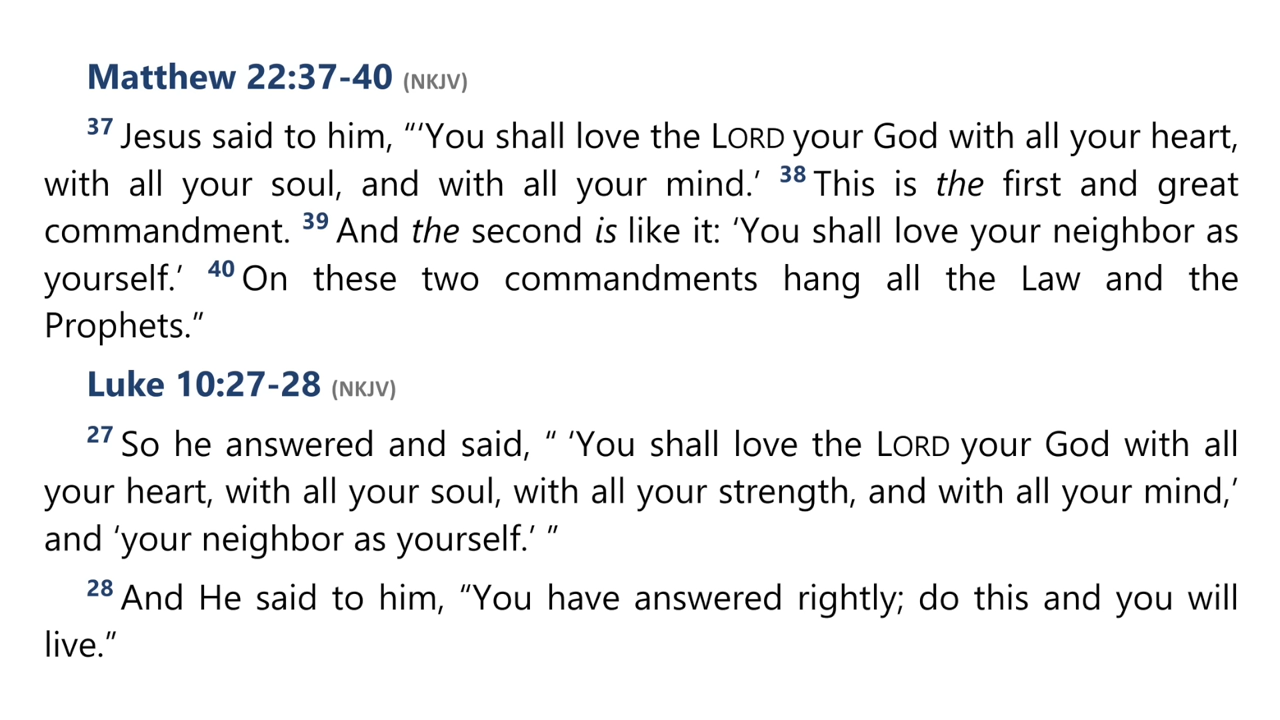 Matthew 22:37-40 (NKJV)
37 Jesus said to him, “‘You shall love the LORD your God with all your heart,
with all your soul, and with all your mind.’ 38 This is the first and great
commandment. 39 And the second is like it: ‘You shall love your neighbor as
yourself.’ 40 On these two commandments hang all the Law and the
Prophets.”
Luke 10:27-28 (NKJV)
27 So he answered and said, “ ‘You shall love the LORD your God with all
your heart, with all your soul, with all your strength, and with all your mind,’
and ‘your neighbor as yourself.’ ”
28 And He said to him, “You have answered rightly; do this and you will
live.”